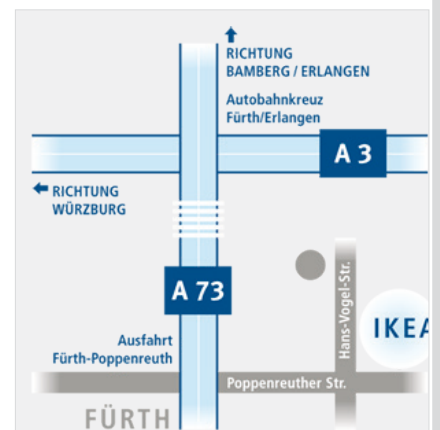 RICHTUNG
BAMBERG / ERLANGEN
Autobahnkreuz
Fürth/Erlangen
A 3
RICHTUNG
WÜRZBURG
A 73
Hans-Vogel-Str.
IKEA
Ausfahrt
Fürth-Poppenreuth
Poppenreuther Str.
FÜRTH